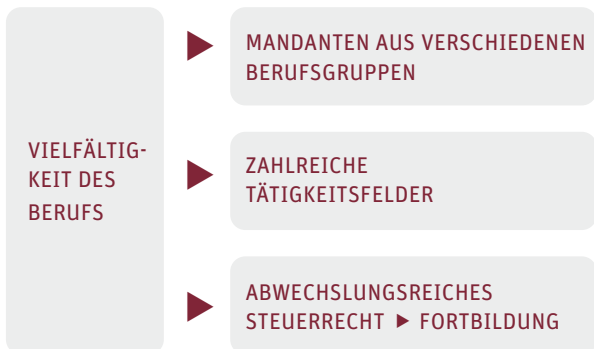 VIELFÄLTIG-
KEIT DES
BERUFS
MANDANTEN AUS VERSCHIEDENEN
BERUFSGRUPPEN
ZAHLREICHE
TÄTIGKEITSFELDER
ABWECHSLUNGSREICHES
STEUERRECHT ▶ FORTBILDUNG